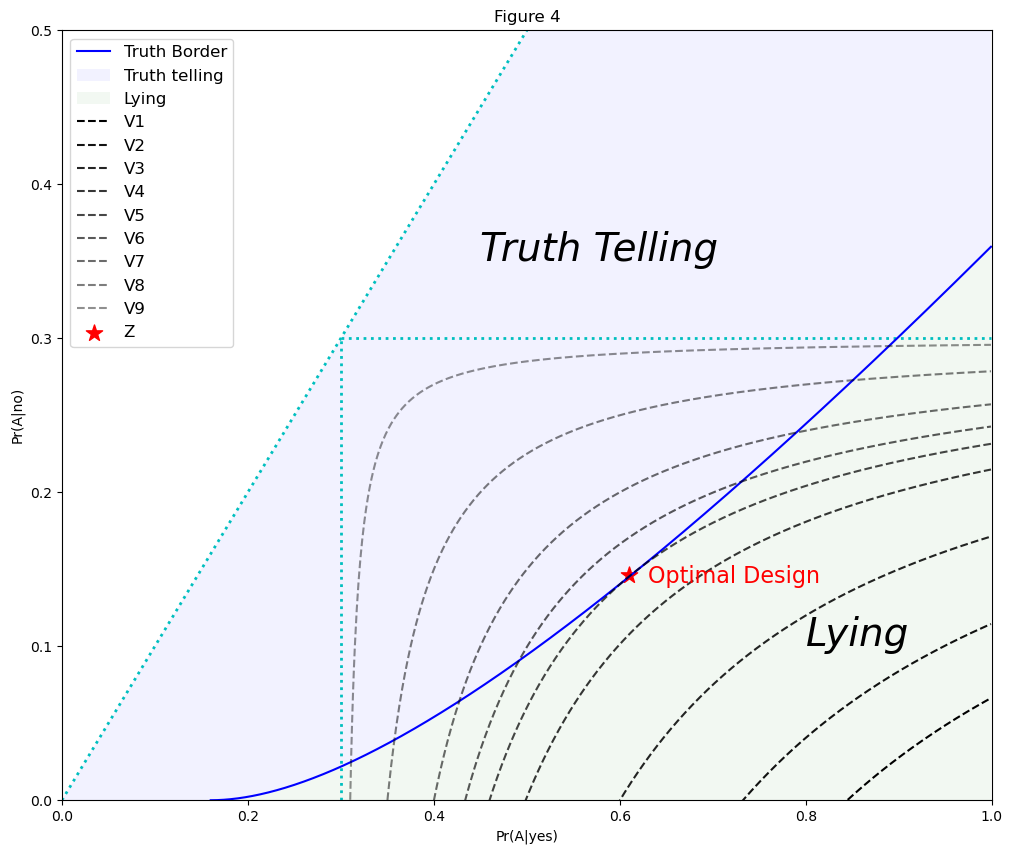 Figure 4
Truth Border
Truth telling
Lying
V1
V2
V3
V4
V5
V6
V7
V8
V9
Z
Truth Telling
Optimal Design
Lying
Pr(A|no)
0.5
0.4
0.3
0.2
0.1
0.0
0.0 0.2 0.4 0.6 0.8 1.0
Pr(A|yes)